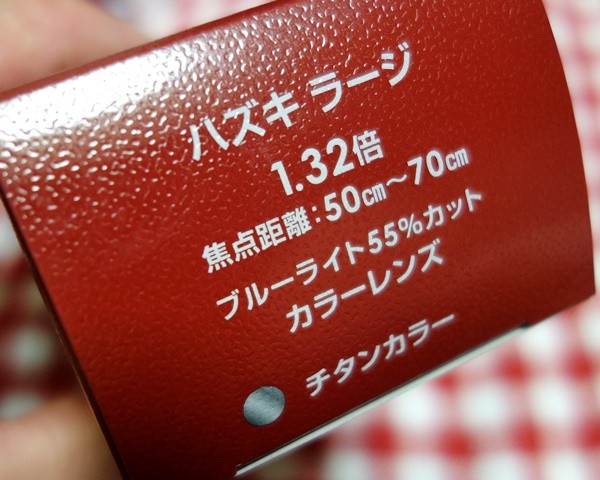 ハズキ ラージ
1.32倍
焦点距離：50㎝～70㎝
ブルーライト55％カット
カラーレンズ
チタンカラー